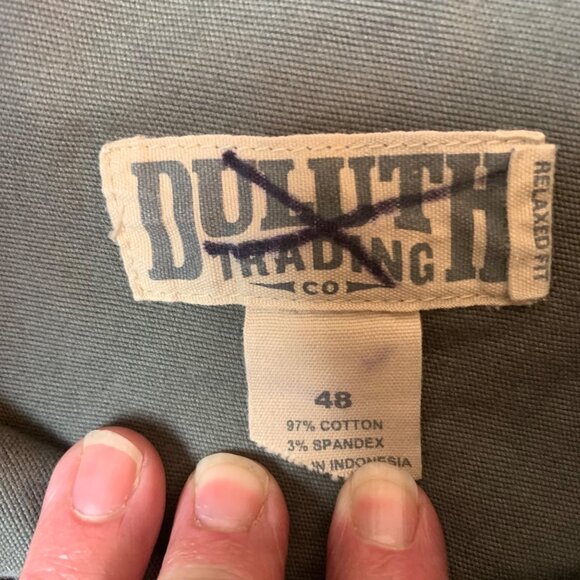 DULUTH
TRADING
CO
RELAXED FIT
48
97% COTTON
3% SPANDEX
IN INDONESIA